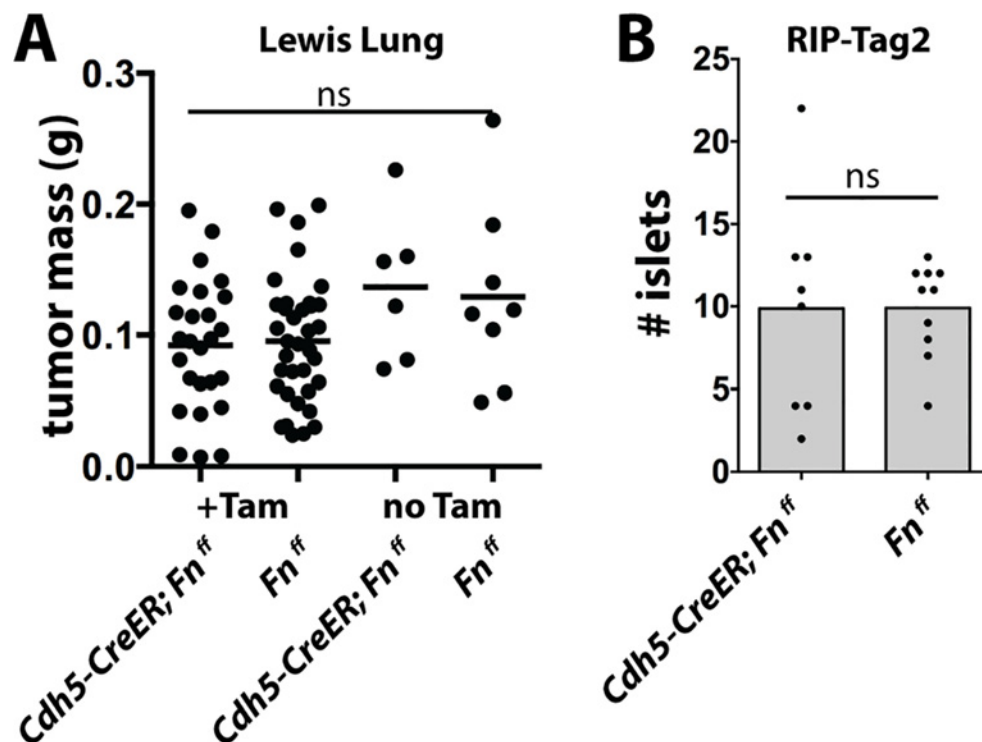 A
Lewis Lung
tumor mass (g)
0.3
0.2
0.1
0.0
ns
+Tam
no Tam
Cdh5-CreER; Fn ff
Fn ff
Cdh5-CreER; Fn ff
Fn ff
B
RIP-Tag2
# islets
25
20
15
10
5
0
ns
Cdh5-CreER; Fn ff
Fn ff